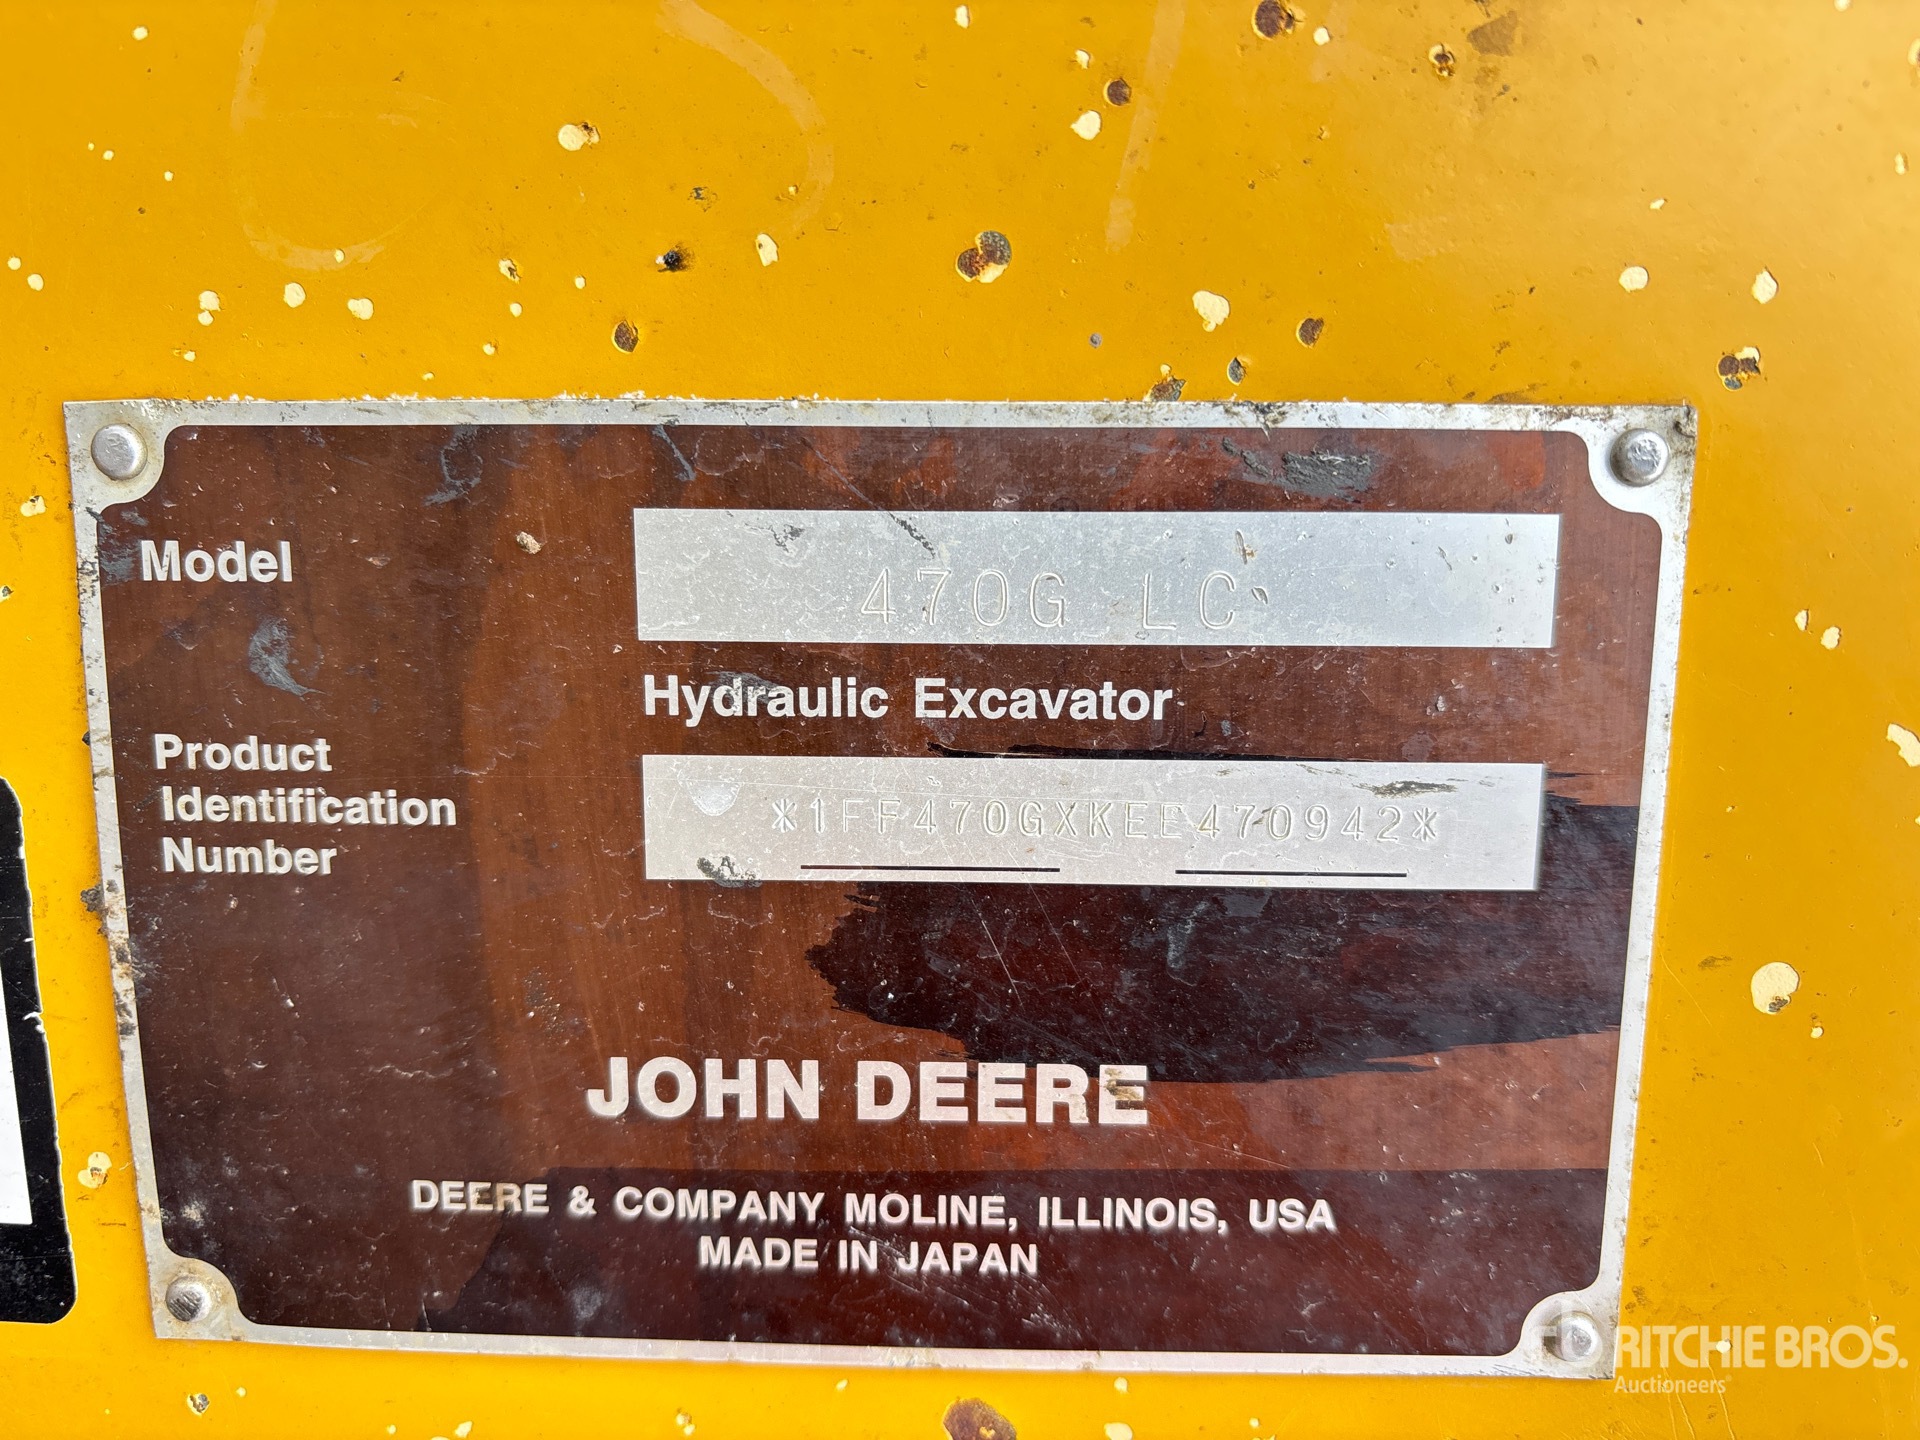 Model 470G LC
Hydraulic Excavator
Product
Identification
Number
*1FF470GXKEE470942*
JOHN DEERE
DEERE & COMPANY MOLINE, ILLINOIS, USA
MADE IN JAPAN
RITCHIE BROS.
Auctioneers